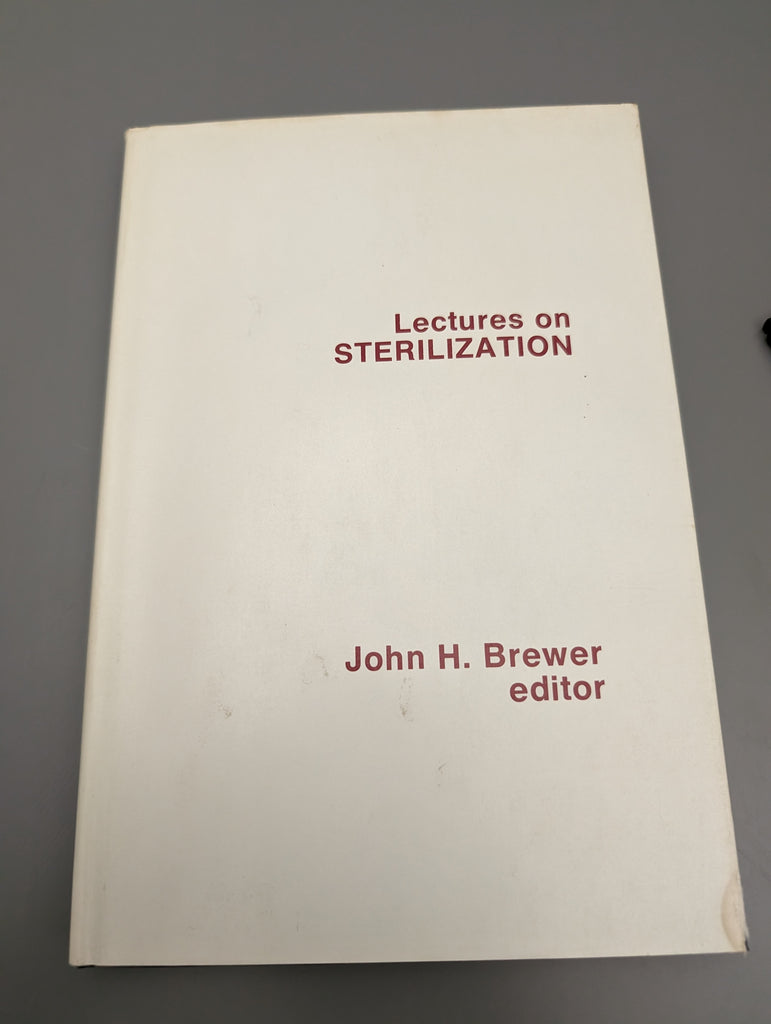 Lectures on
STERILIZATION
John H. Brewer
editor